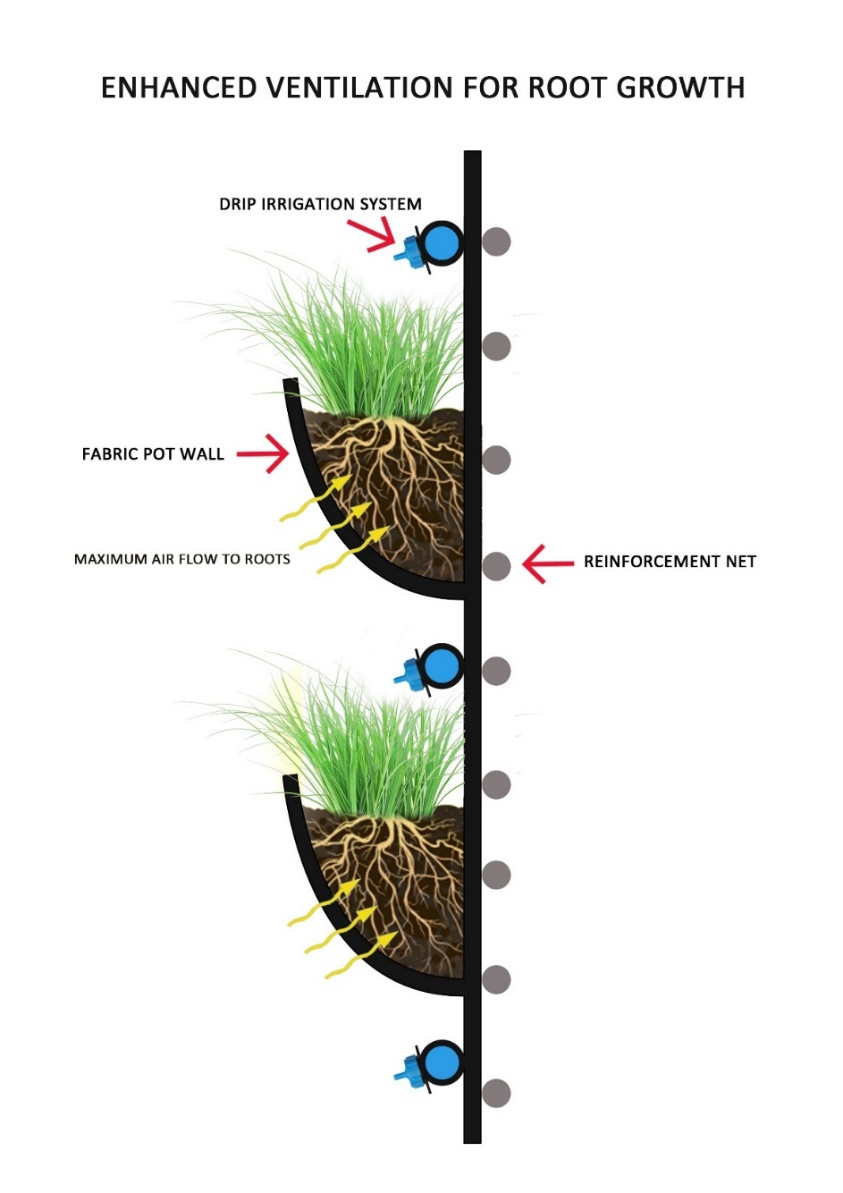 ENHANCED VENTILATION FOR ROOT GROWTH
DRIP IRRIGATION SYSTEM
FABRIC POT WALL
MAXIMUM AIR FLOW TO ROOTS
REINFORCEMENT NET